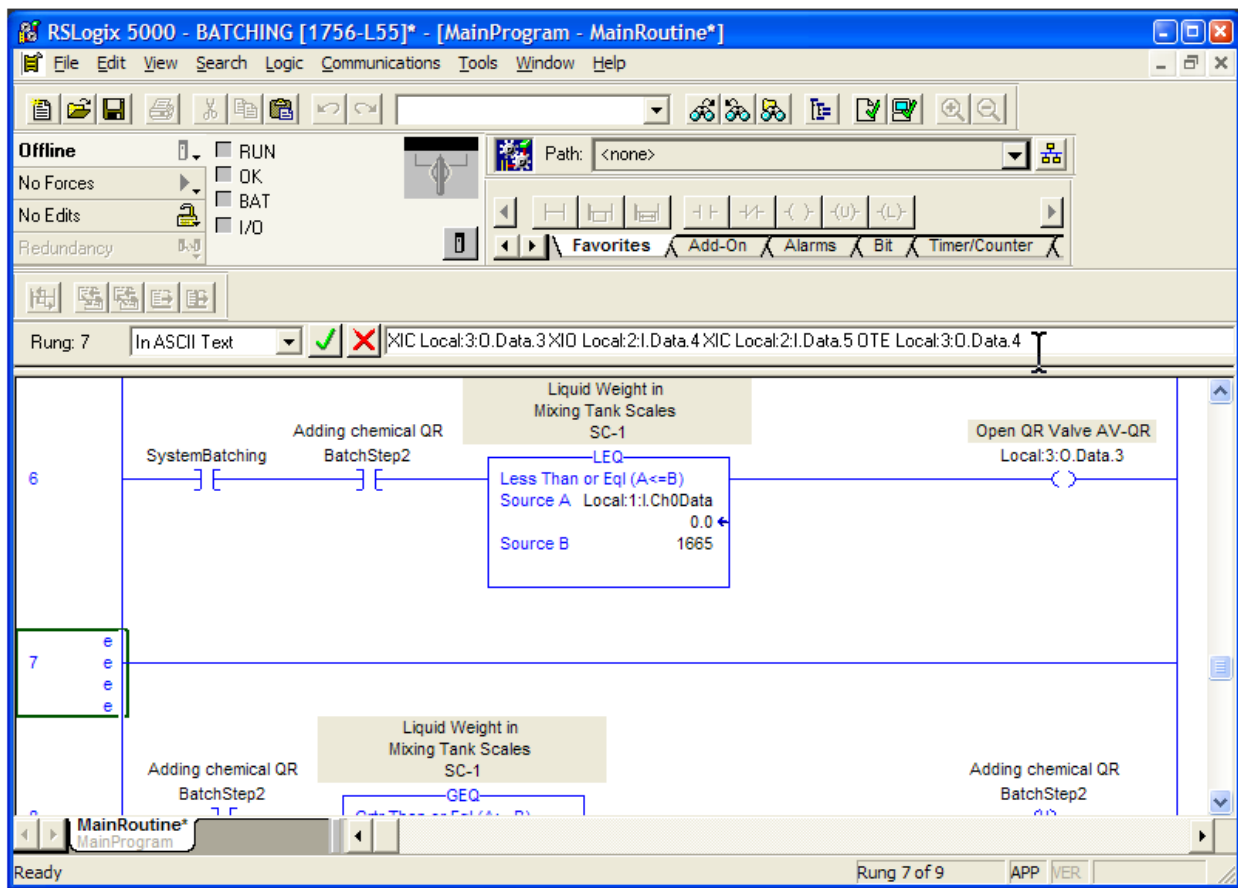 RSLogix 5000 - BATCHING [1756-L55]* - [MainProgram - MainRoutine*]
File Edit View Search Logic Communications Tools Window Help
Offline
RUN
Path: <none>
No Forces
OK
No Edits
BAT
Redundancy
I/O
Favorites Add-On Alarms Bit Timer/Counter
Rung: 7 In ASCII Text XIC Local:3:O.Data.3 XIO Local:2:I.Data.4 XIC Local:2:I.Data.5 OTE Local:3:O.Data.4
Liquid Weight in
Mixing Tank Scales
SC-1
Adding chemical QR
Open QR Valve AV-QR
SystemBatching BatchStep2
LEQ
Local:3:O.Data.3
6
Less Than or Eql (A<=B)
Source A Local:1:I.Ch0Data
0.0
Source B 1665
e
7 e
e
e
Liquid Weight in
Mixing Tank Scales
SC-1
Adding chemical QR
BatchStep2
GEQ
Adding chemical QR
BatchStep2
MainRoutine*
MainProgram
Ready
Rung 7 of 9 APP VER